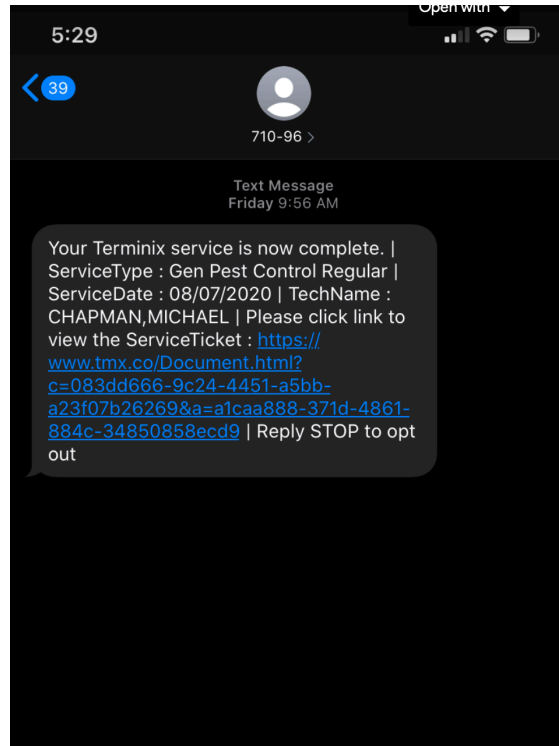 Open with
5:29
39
710-96 >
Text Message
Friday 9:56 AM
Your Terminix service is now complete. |
ServiceType : Gen Pest Control Regular |
ServiceDate : 08/07/2020 | TechName :
CHAPMAN,MICHAEL | Please click link to
view the ServiceTicket : https://
www.tmx.co/Document.html?
c=083dd666-9c24-4451-a5bb-
a23f07b26269&a=a1caa888-371d-4861-
884c-34850858ecd9 | Reply STOP to opt
out